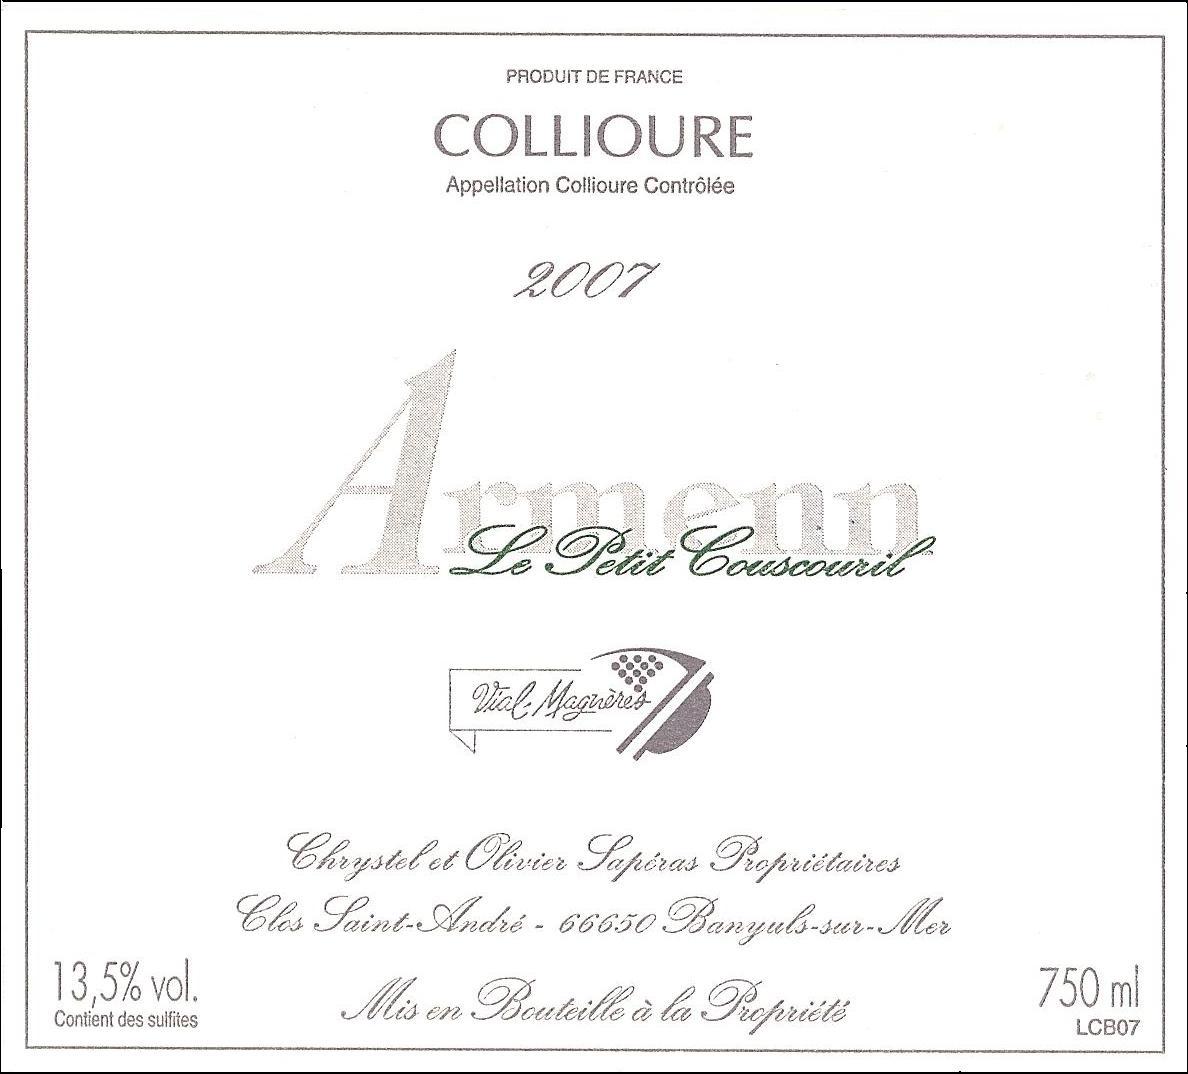 PRODUIT DE FRANCE
COLLIOURE
Appellation Collioure Contrôlée
2007
Armenn
Le Petit Couscouril
Vial-Magnères
Chrystel et Olivier Sapéras Propriétaires
Clos Saint-André - 66650 Banyuls-sur-Mer
13,5% vol.
Contient des sulfites
Mis en Bouteille à la Propriété
750 ml
LCB07